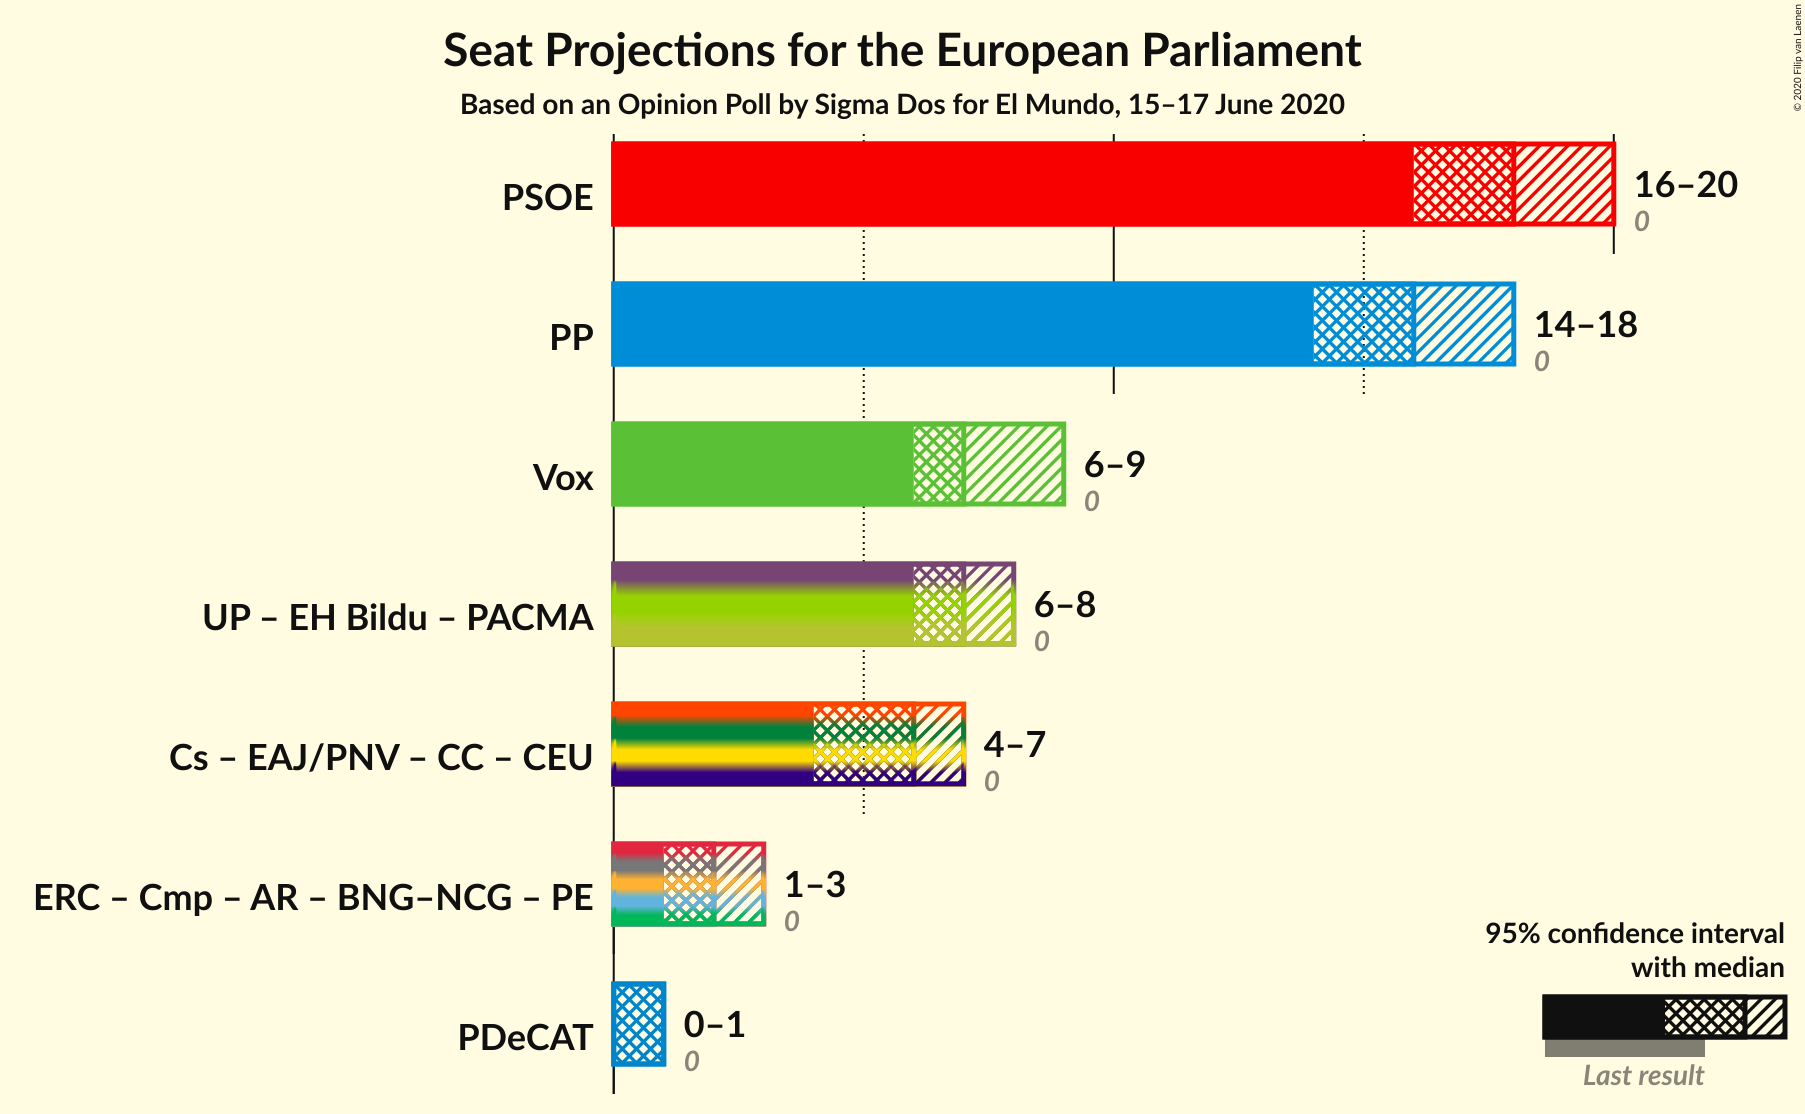 Seat Projections for the European Parliament
Based on an Opinion Poll by Sigma Dos for El Mundo, 15–17 June 2020
© 2020 Filip van Laenen
PSOE
16–20
0
PP
14–18
0
Vox
6–9
0
UP – EH Bildu – PACMA
6–8
0
Cs – EAJ/PNV – CC – CEU
4–7
0
ERC – Cmp – AR – BNG–NCG – PE
1–3
0
PDeCAT
0–1
0
95% confidence interval
with median
Last result